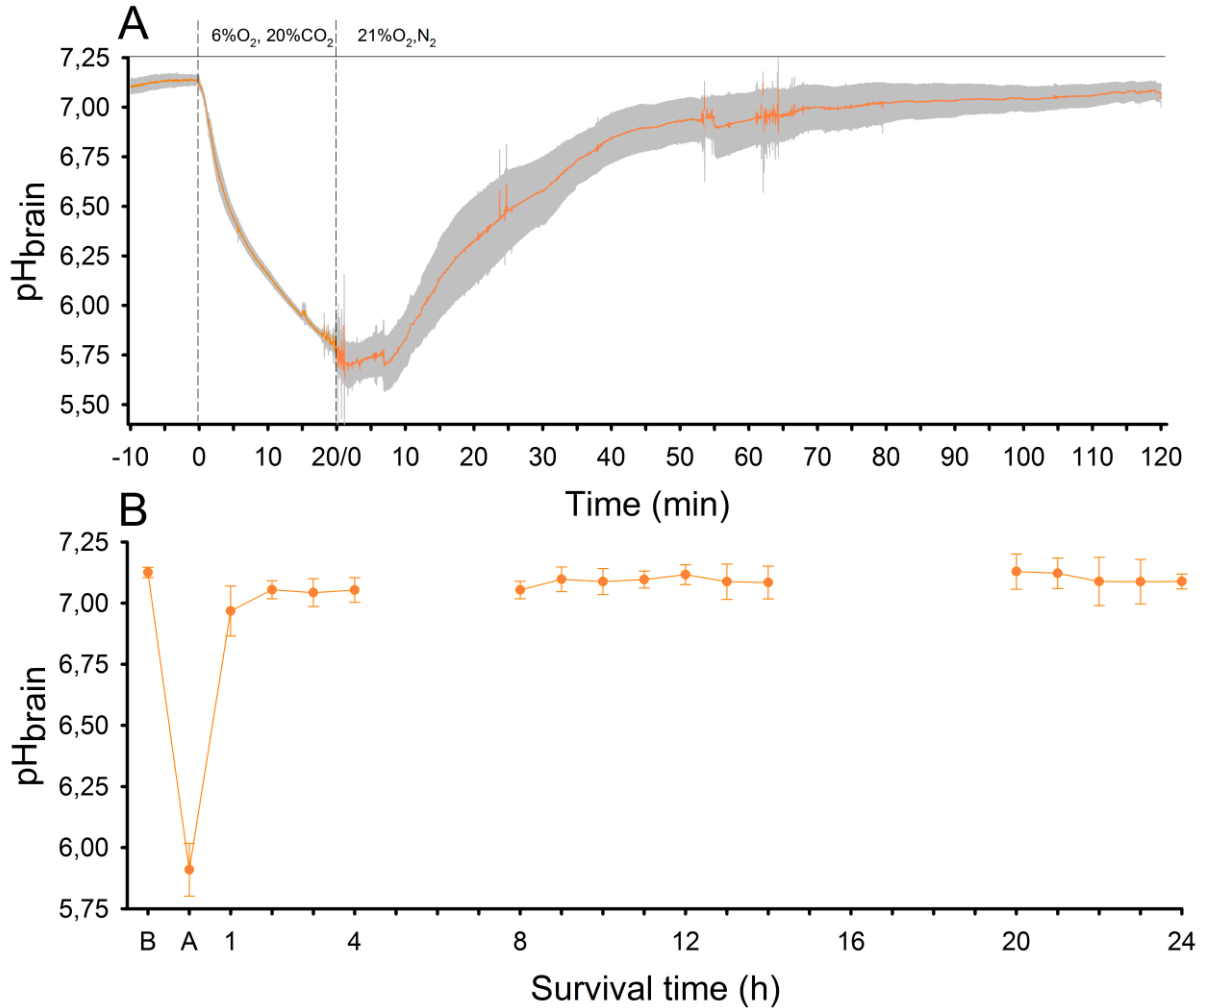 A
6%O₂, 20%CO₂ 21%O₂,N₂
7,25
7,00
6,75
6,50
6,25
6,00
5,75
5,50
pHbrain
-10 0 10 20/0 10 20 30 40 50 60 70 80 90 100 110 120
Time (min)
B
7,25
7,00
6,75
6,50
6,25
6,00
5,75
pHbrain
B A 1 4 8 12 16 20 24
Survival time (h)